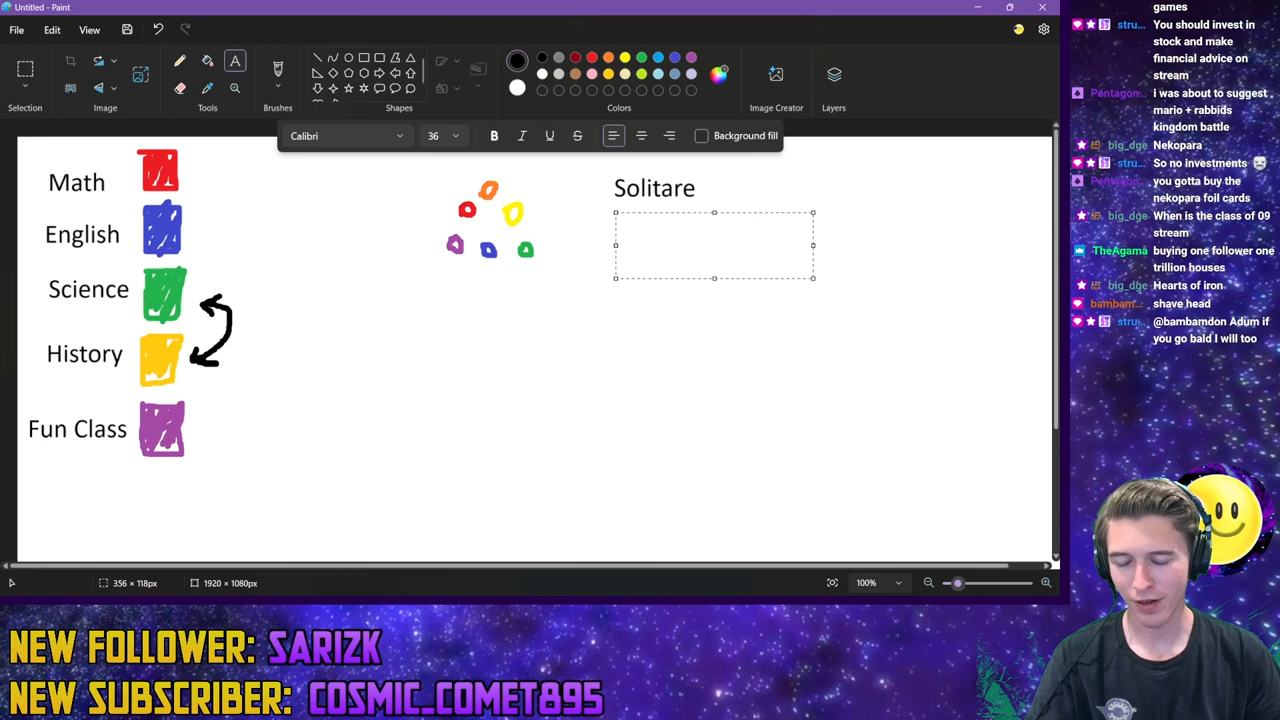 Untitled - Paint
File Edit View
Selection
Image
Tools
Brushes
Shapes
Colors
Image Creator
Layers
Calibri
36
B I U S
Background fill
Math
English
Science
History
Fun Class
Solitare
356 × 118px
1920 × 1080px
100%
games
stru... You should invest in
stock and make
financial advice on
stream
Pentagon... i was about to suggest
mario + rabbids
kingdom battle
big_dge Nekopara
stru... So no investments
Pentagon... you gotta buy the
nekopara foil cards
big_dge When is the class of 09
stream
TheAgama buying one follower one
trillion houses
big_dge Hearts of iron
bambam... shave head
stru... @bambamdon Adum if
you go bald I will too
NEW FOLLOWER: SARIZK
NEW SUBSCRIBER: COSMIC_COMET895